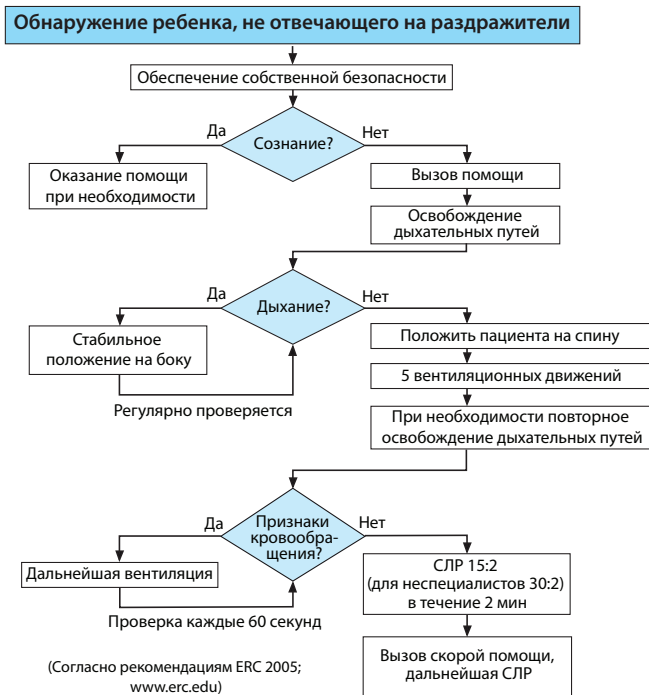 Обнаружение ребенка, не отвечающего на раздражители
Обеспечение собственной безопасности
Да
Сознание?
Нет
Оказание помощи
при необходимости
Вызов помощи
Освобождение
дыхательных путей
Да
Дыхание?
Нет
Стабильное
положение на боку
Регулярно проверяется
Положить пациента на спину
5 вентиляционных движений
При необходимости повторное
освобождение дыхательных путей
Да
Признаки
кровообра-
щения?
Нет
Дальнейшая вентиляция
Проверка каждые 60 секунд
СЛР 15:2
(для неспециалистов 30:2)
в течение 2 мин
Вызов скорой помощи,
дальнейшая СЛР
(Согласно рекомендациям ERC 2005;
www.erc.edu)